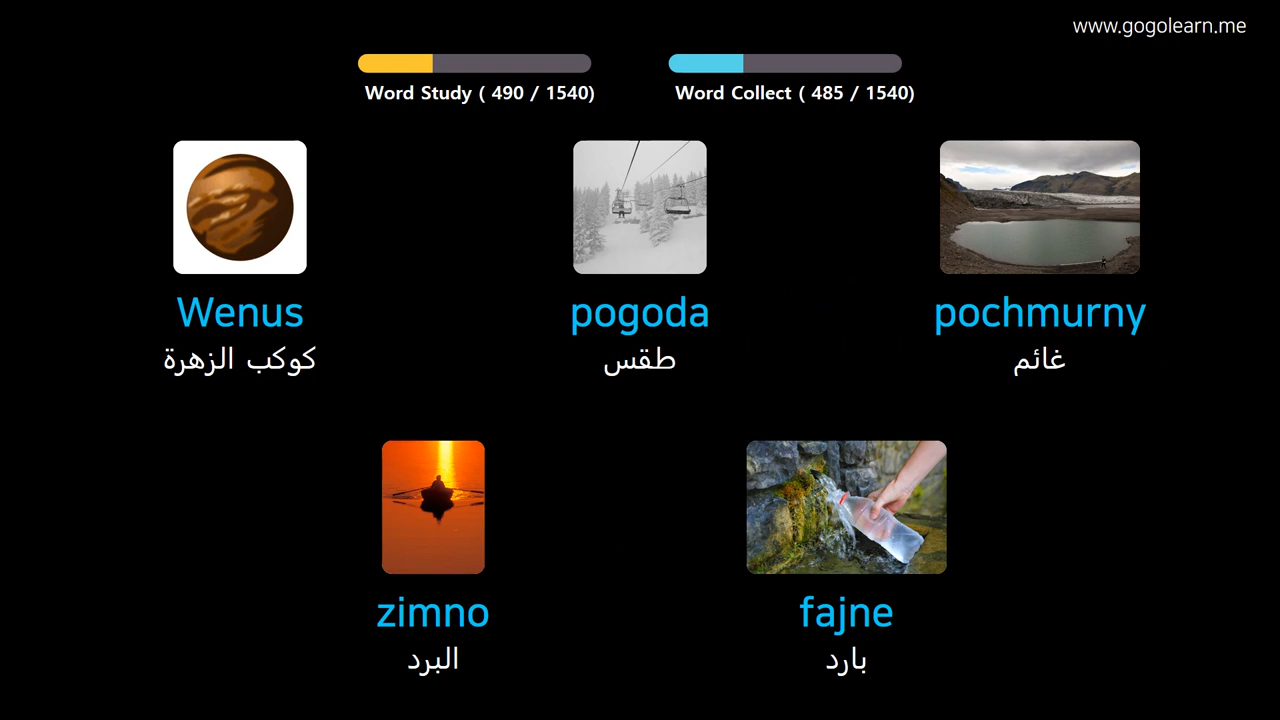 www.gogolearn.me
Word Study ( 490 / 1540)
Word Collect ( 485 / 1540)
Wenus
كوكب الزهرة
pogoda
طقس
pochmurny
غائم
zimno
البرد
fajne
بارد